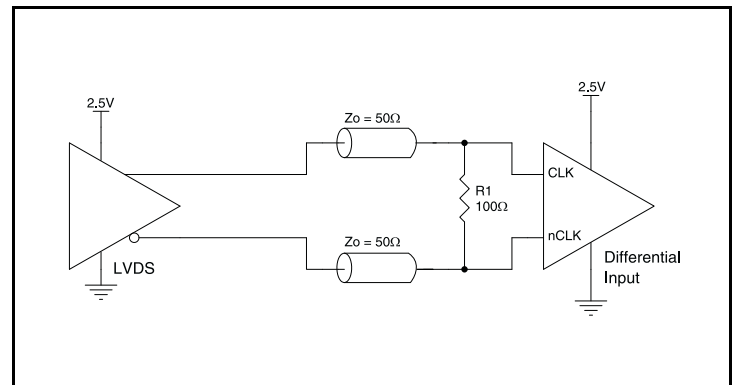 2.5V
2.5V
Zo = 50Ω
CLK
R1
100Ω
nCLK
Zo = 50Ω
LVDS
Differential
Input